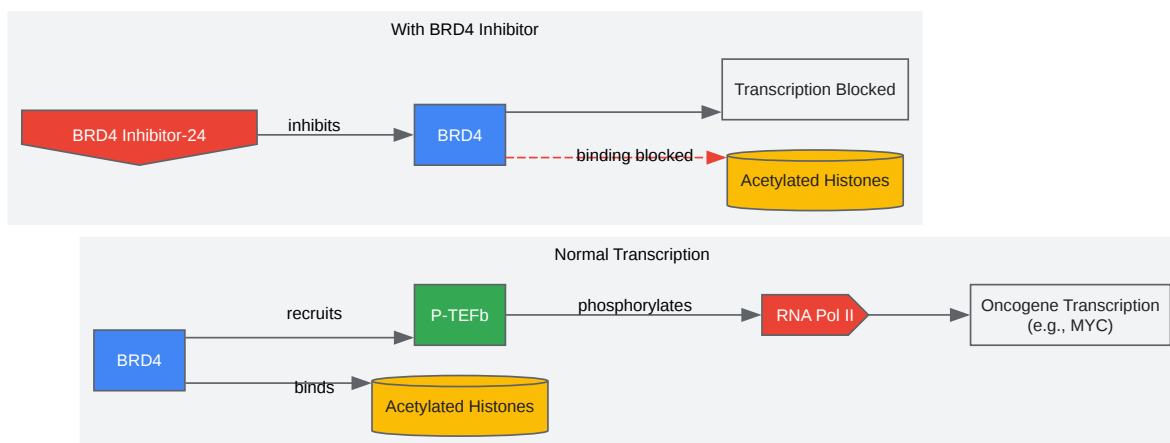 With BRD4 Inhibitor
Transcription Blocked
BRD4 Inhibitor-24
inhibits
BRD4
binding blocked
Acetylated Histones
Normal Transcription
recruits
P-TEFb
phosphorylates
RNA Pol II
Oncogene Transcription
(e.g., MYC)
BRD4
binds
Acetylated Histones